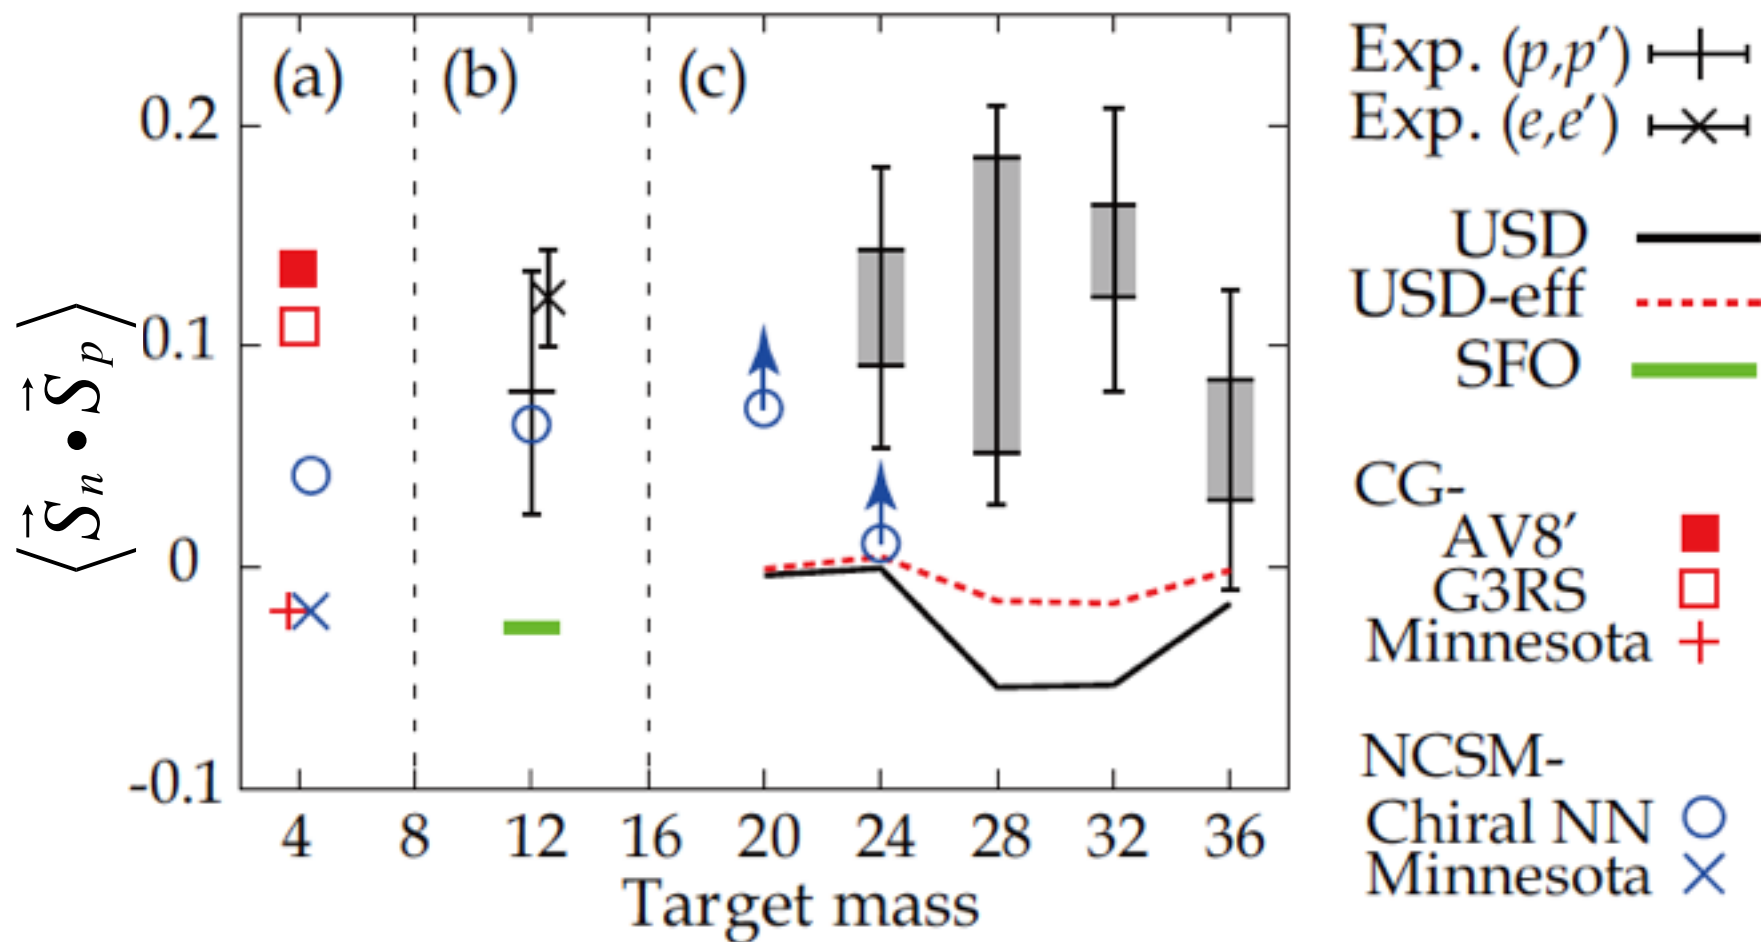 (a) (b) (c)
0.2
0.1
0
-0.1
⟨S⃗n • S⃗p⟩
4 8 12 16 20 24 28 32 36
Target mass
Exp. (p,p′)
Exp. (e,e′)
USD
USD-eff
SFO
CG-
AV8′
G3RS
Minnesota
NCSM-
Chiral NN
Minnesota